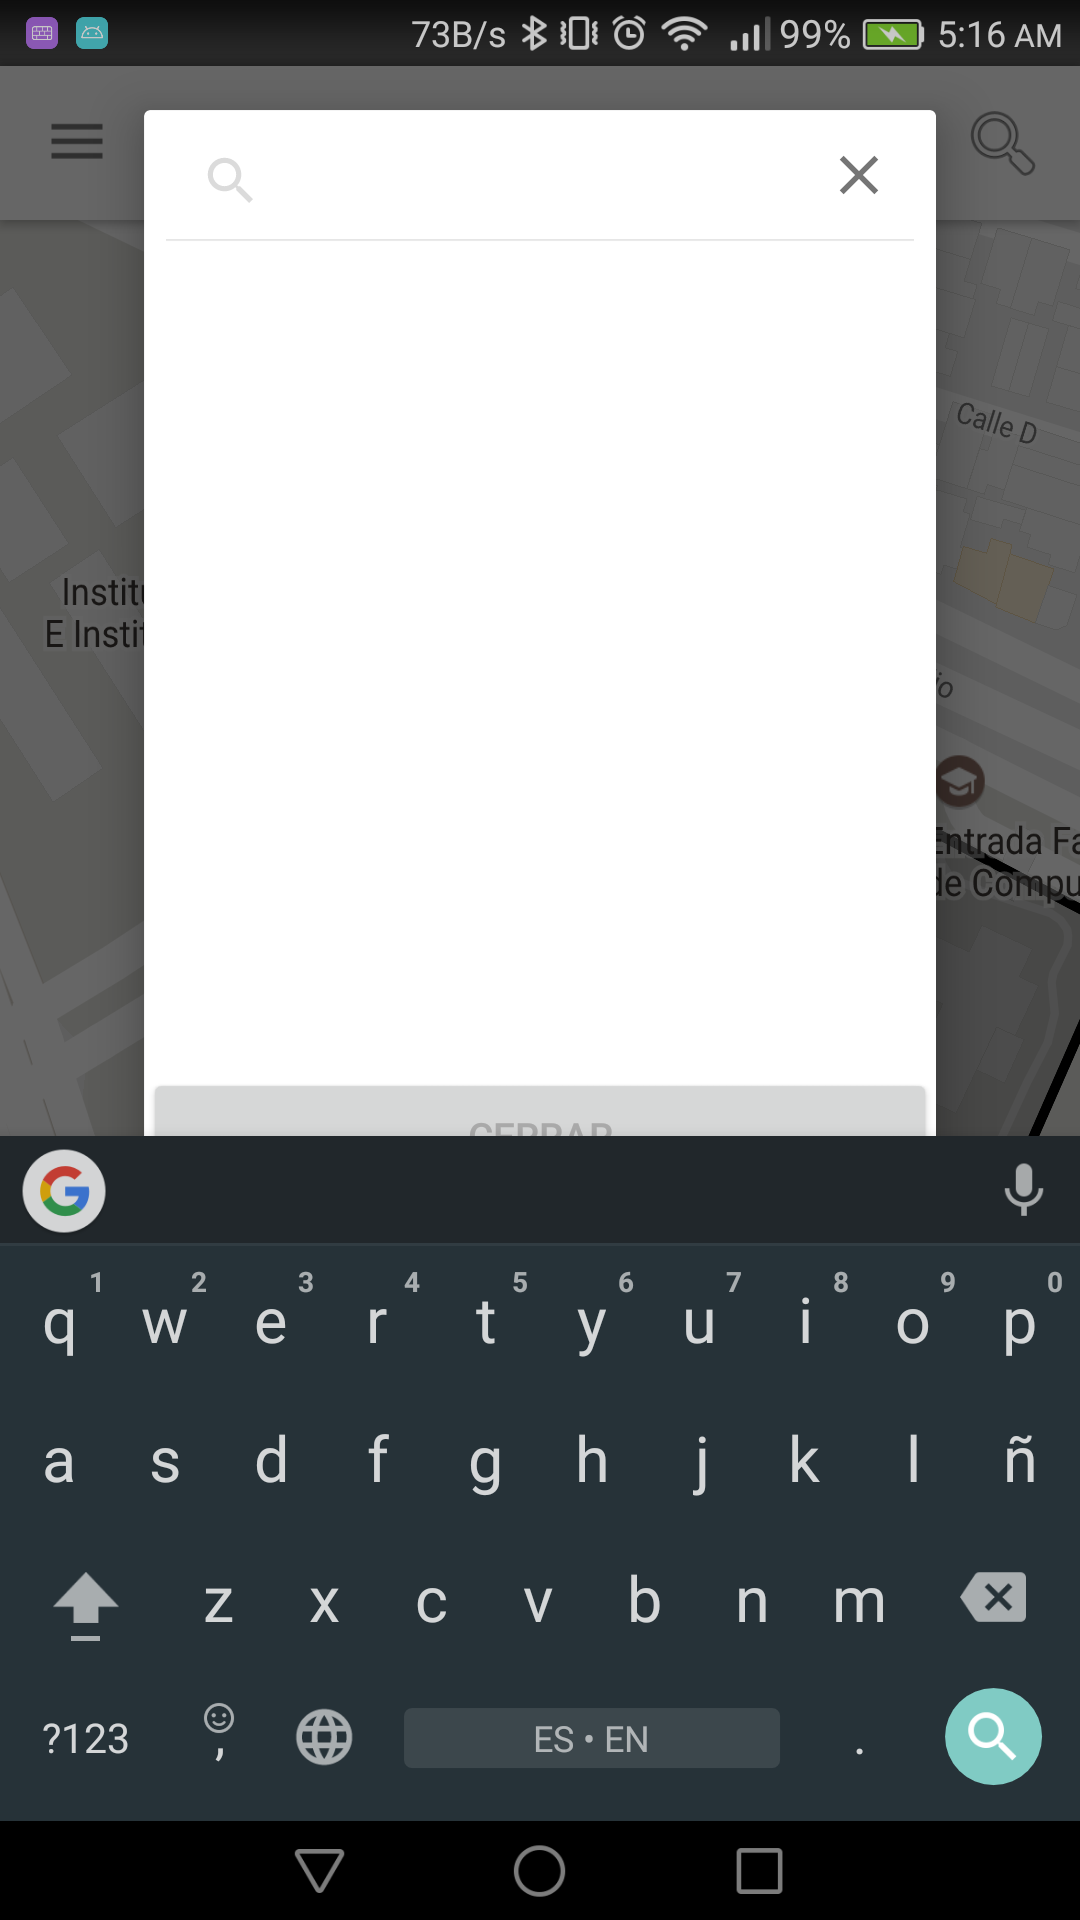 73B/s 99% 5:16 AM
Calle D
Instit
E Instit
io
Entrada Fa
de Compu
CERRAR
1 2 3 4 5 6 7 8 9 0
q w e r t y u i o p
a s d f g h j k l ñ
z x c v b n m
?123 , ES • EN .